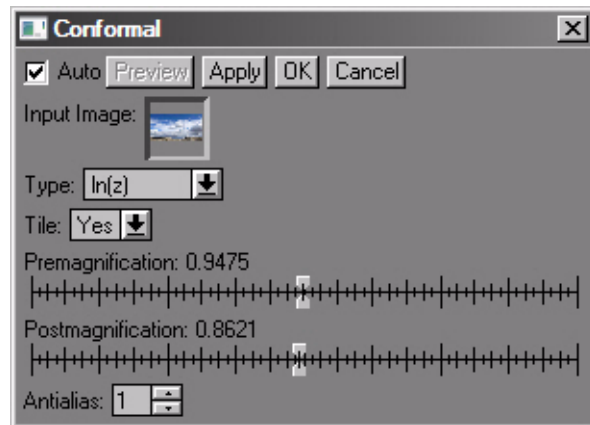 Conformal
Auto Preview Apply OK Cancel
Input Image:
Type: ln(z)
Tile: Yes
Premagnification: 0.9475
Postmagnification: 0.8621
Antialias: 1